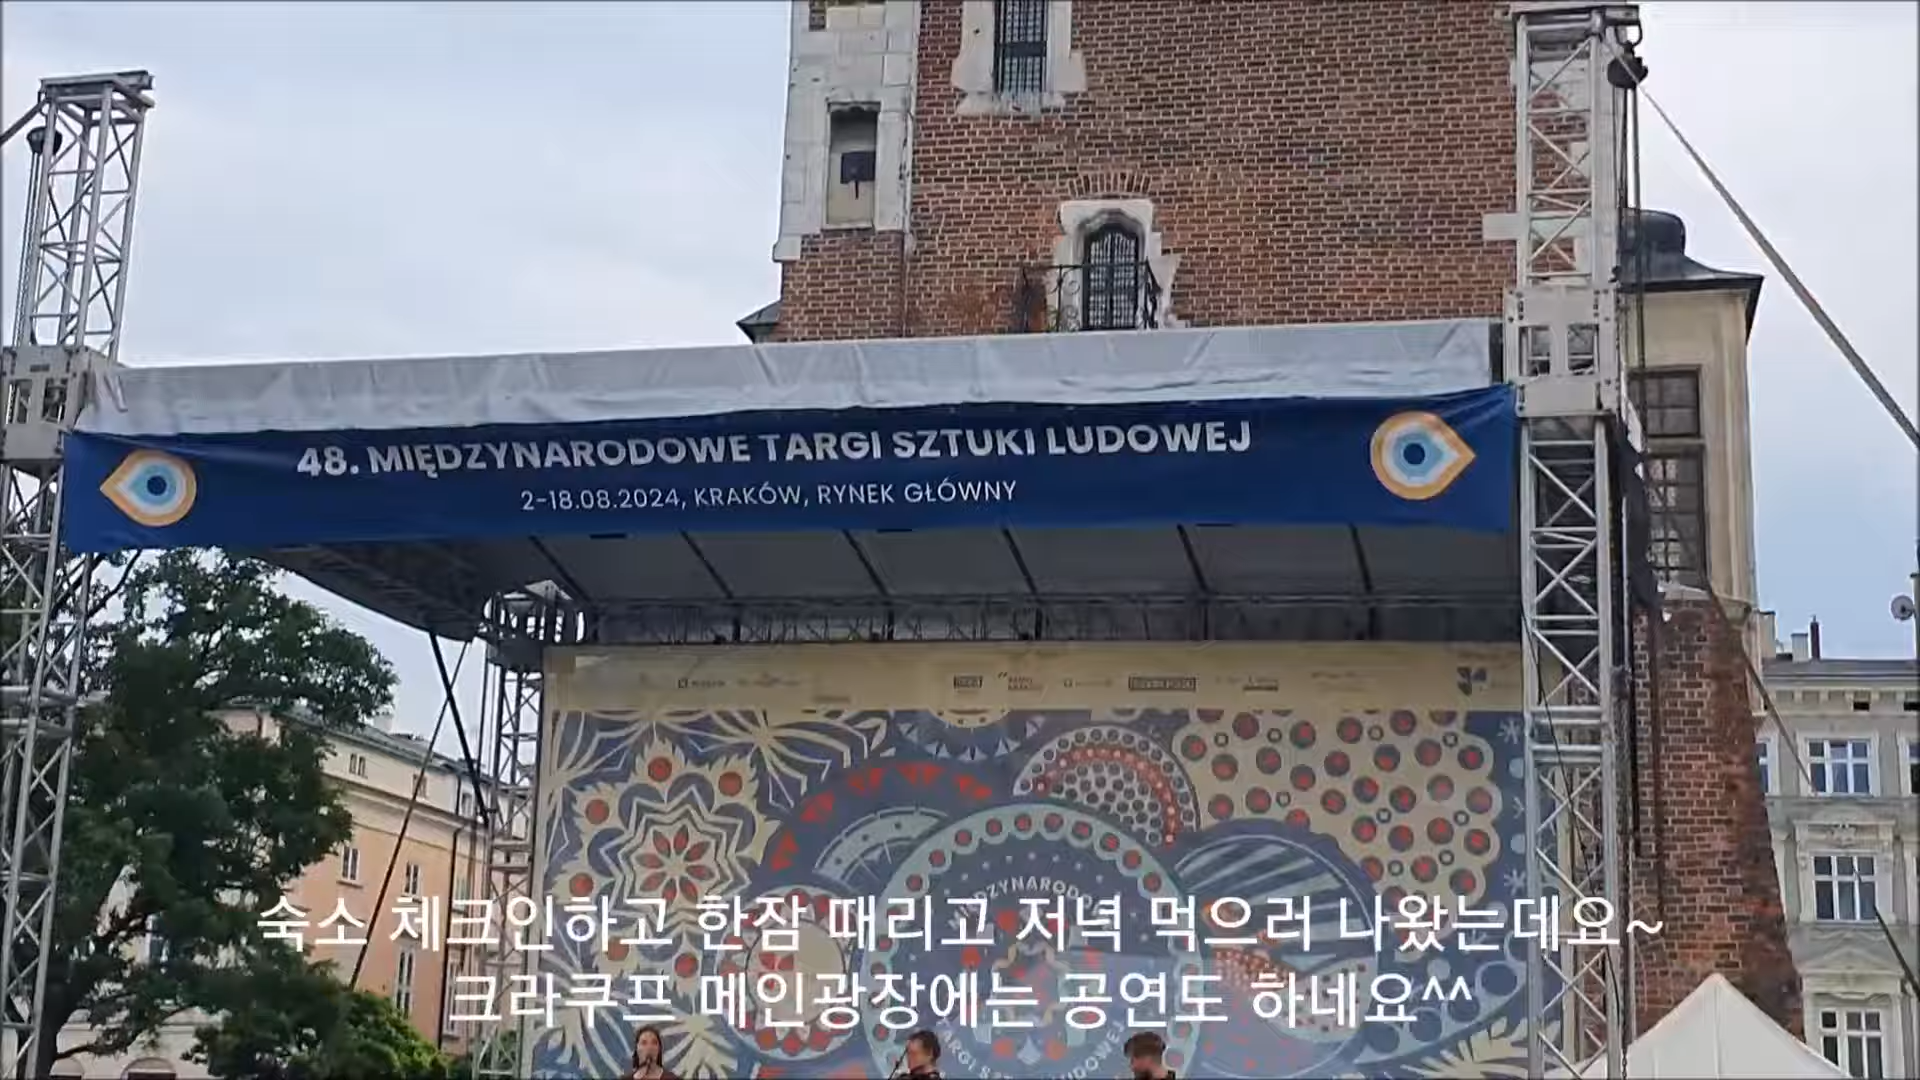 48. MIĘDZYNARODOWE TARGI SZTUKI LUDOWEJ
2-18.08.2024, KRAKÓW, RYNEK GŁÓWNY
숙소 체크인하고 한잠 때리고 저녁 먹으러 나왔는데요~
크라쿠프 메인광장에는 공연도 하네요^^
TARGI
LUDOWEJ